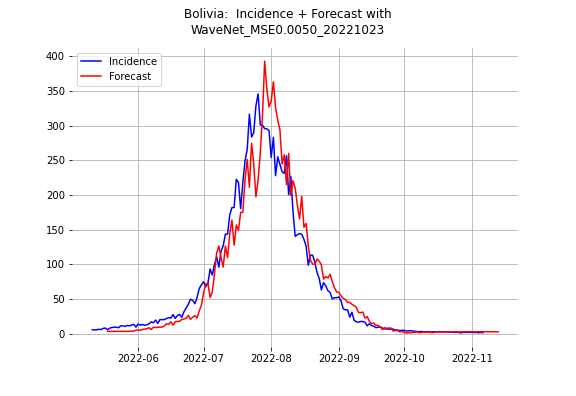 Bolivia:  Incidence + Forecast with
WaveNet_MSE0.0050_20221023
Incidence
Forecast
400
350
300
250
200
150
100
50
0
2022-06 2022-07 2022-08 2022-09 2022-10 2022-11